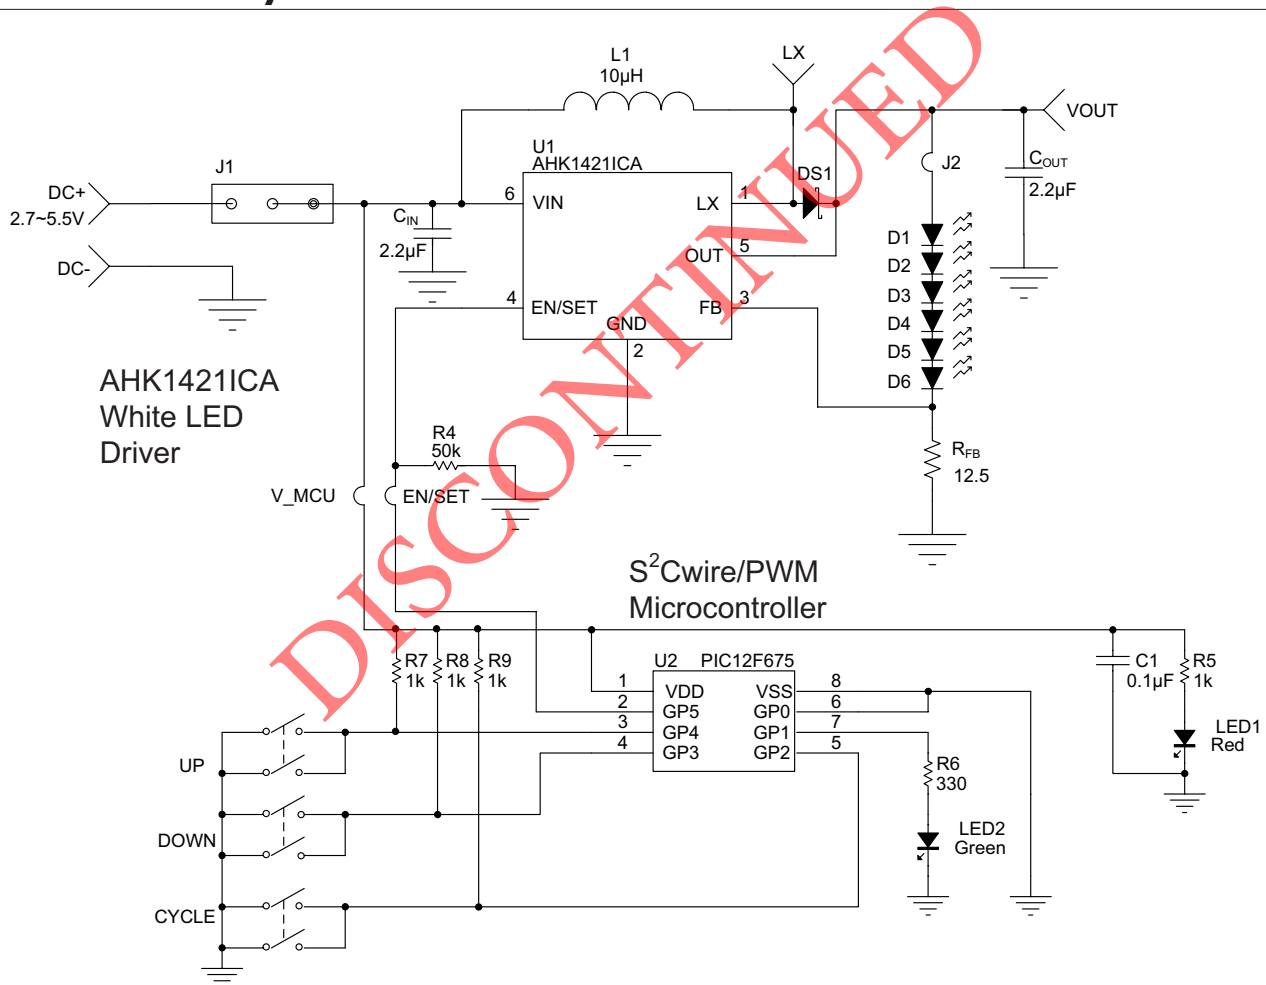 LX
L1
10µH
VOUT
U1
AHK1421ICA
J1
J2
COUT
2.2µF
DS1
DC+
2.7~5.5V
6
VIN
LX
1
CIN
2.2µF
OUT
5
DC-
4
EN/SET
FB
3
GND
2
D1
D2
D3
D4
D5
D6
AHK1421ICA
White LED
Driver
R4
50k
RFB
12.5
V_MCU
EN/SET
S2Cwire/PWM
Microcontroller
R7
1k
R8
1k
R9
1k
U2
PIC12F675
1
VDD
VSS
8
2
GP5
GP0
6
3
GP4
GP1
7
4
GP3
GP2
5
C1
0.1µF
R5
1k
LED1
Red
R6
330
LED2
Green
UP
DOWN
CYCLE
DISCONTINUED